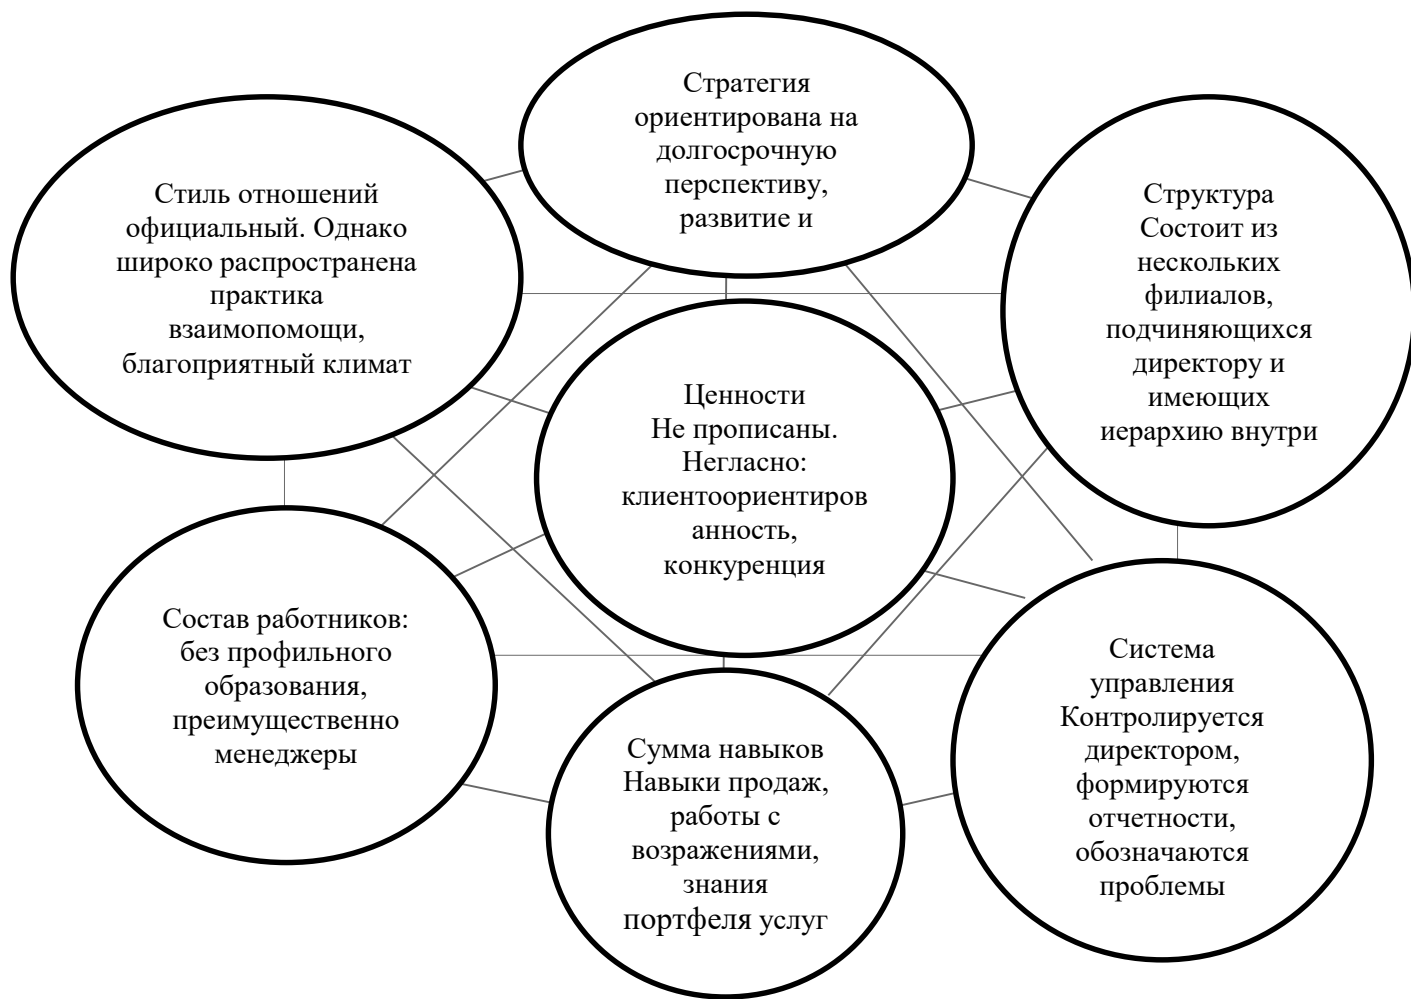 Стратегия
ориентирована на
долгосрочную
перспективу,
развитие и
Стиль отношений
официальный. Однако
широко распространена
практика
взаимопомощи,
благоприятный климат
Структура
Состоит из
нескольких
филиалов,
подчиняющихся
директору и
имеющих
иерархию внутри
Ценности
Не прописаны.
Негласно:
клиентоориентиров
анность,
конкуренция
Состав работников:
без профильного
образования,
преимущественно
менеджеры
Система
управления
Контролируется
директором,
формируются
отчетности,
обозначаются
проблемы
Сумма навыков
Навыки продаж,
работы с
возражениями,
знания
портфеля услуг